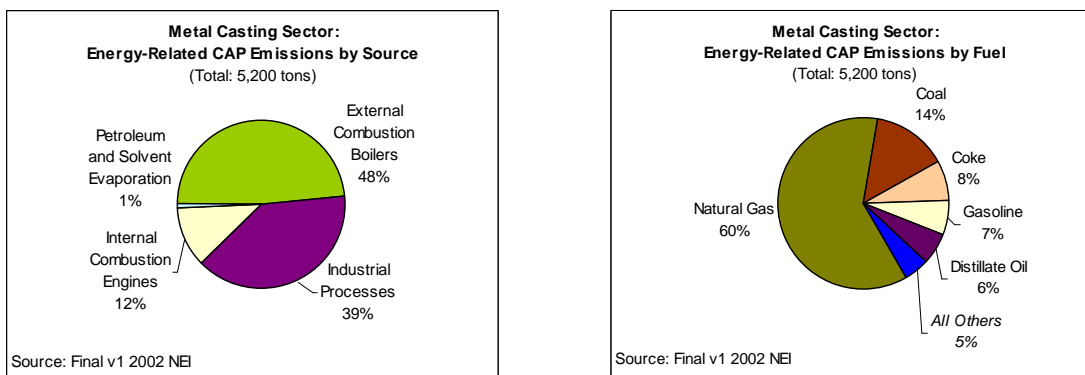 Metal Casting Sector:
Energy-Related CAP Emissions by Source
(Total: 5,200 tons)
External
Combustion
Boilers
48%
Industrial
Processes
39%
Internal
Combustion
Engines
12%
Petroleum
and Solvent
Evaporation
1%
Source: Final v1 2002 NEI
Metal Casting Sector:
Energy-Related CAP Emissions by Fuel
(Total: 5,200 tons)
Coal
14%
Coke
8%
Gasoline
7%
Distillate Oil
6%
All Others
5%
Natural Gas
60%
Source: Final v1 2002 NEI